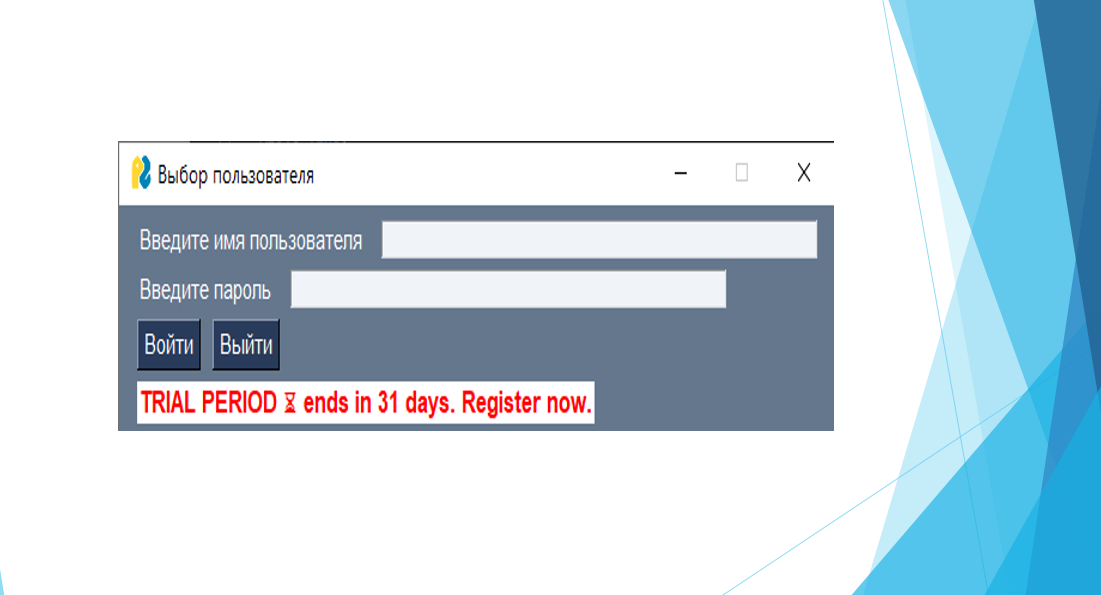 Выбор пользователя
Введите имя пользователя
Введите пароль
Войти Выйти
TRIAL PERIOD ⌛ ends in 31 days. Register now.